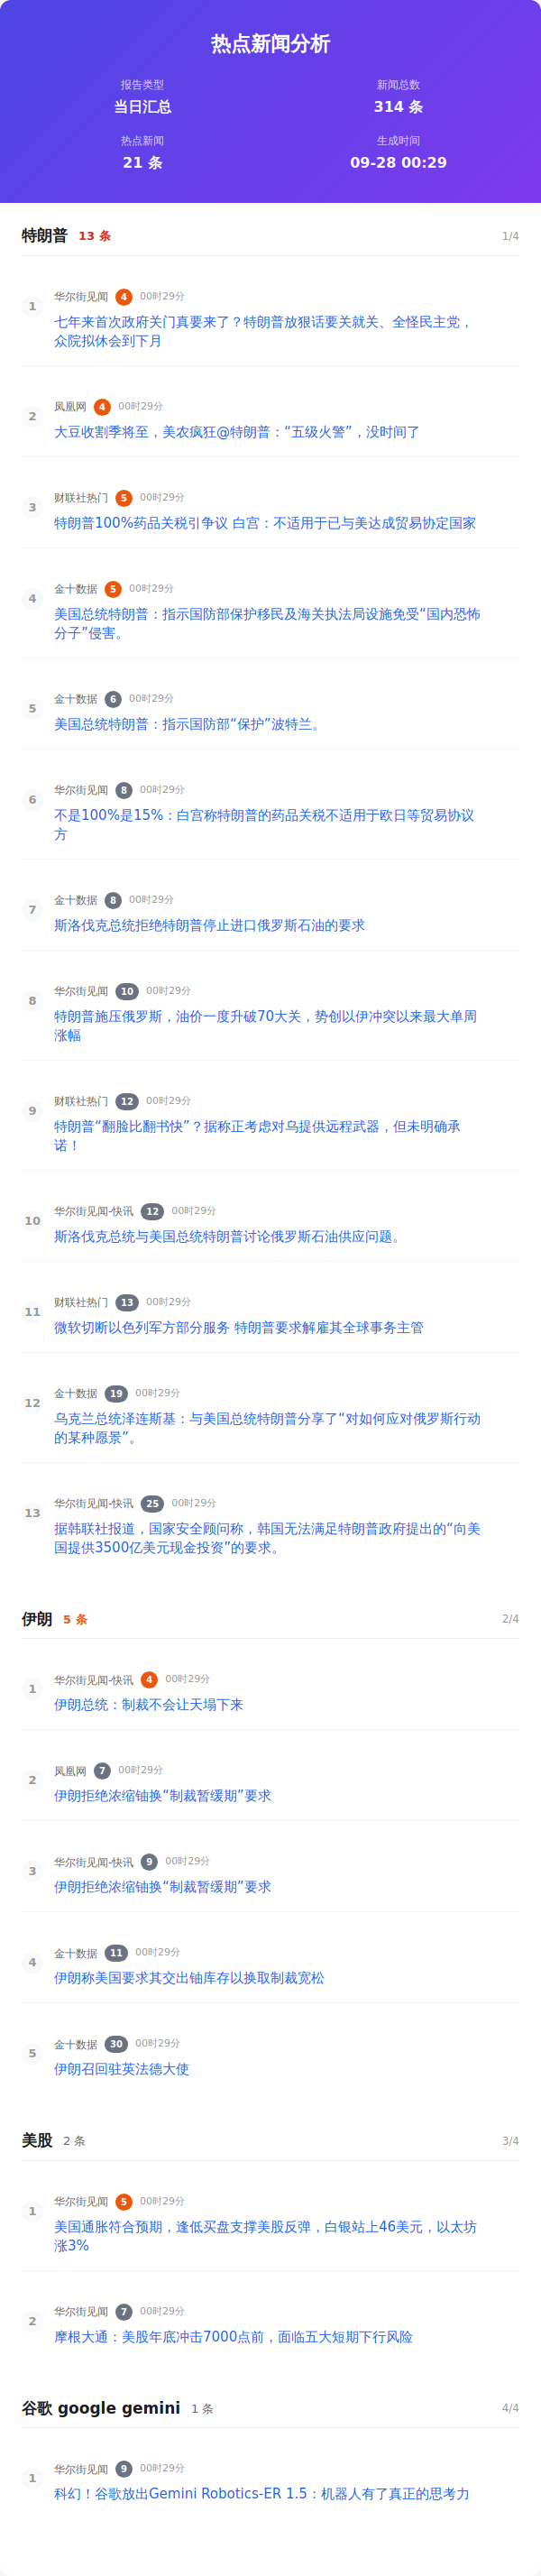 热点新闻分析
报告类型
当日汇总
新闻总数
314 条
热点新闻
21 条
生成时间
09-28 00:29
特朗普 13 条 1/4
1
华尔街见闻 4 00时29分
七年来首次政府关门真要来了？特朗普放狠话要关就关、全怪民主党，
众院拟休会到下月
2
凤凰网 4 00时29分
大豆收割季将至，美农疯狂@特朗普：“五级火警”，没时间了
3
财联社热门 5 00时29分
特朗普100%药品关税引争议 白宫：不适用于已与美达成贸易协定国家
4
金十数据 5 00时29分
美国总统特朗普：指示国防部保护移民及海关执法局设施免受“国内恐怖
分子”侵害。
5
金十数据 6 00时29分
美国总统特朗普：指示国防部“保护”波特兰。
6
华尔街见闻 8 00时29分
不是100%是15%：白宫称特朗普的药品关税不适用于欧日等贸易协议
方
7
金十数据 8 00时29分
斯洛伐克总统拒绝特朗普停止进口俄罗斯石油的要求
8
华尔街见闻 10 00时29分
特朗普施压俄罗斯，油价一度升破70大关，势创以伊冲突以来最大单周
涨幅
9
财联社热门 12 00时29分
特朗普“翻脸比翻书快”？据称正考虑对乌提供远程武器，但未明确承
诺！
10
华尔街见闻-快讯 12 00时29分
斯洛伐克总统与美国总统特朗普讨论俄罗斯石油供应问题。
11
财联社热门 13 00时29分
微软切断以色列军方部分服务 特朗普要求解雇其全球事务主管
12
金十数据 19 00时29分
乌克兰总统泽连斯基：与美国总统特朗普分享了“对如何应对俄罗斯行动
的某种愿景”。
13
华尔街见闻-快讯 25 00时29分
据韩联社报道，国家安全顾问称，韩国无法满足特朗普政府提出的“向美
国提供3500亿美元现金投资”的要求。
伊朗 5 条 2/4
1
华尔街见闻-快讯 4 00时29分
伊朗总统：制裁不会让天塌下来
2
凤凰网 7 00时29分
伊朗拒绝浓缩铀换“制裁暂缓期”要求
3
华尔街见闻-快讯 9 00时29分
伊朗拒绝浓缩铀换“制裁暂缓期”要求
4
金十数据 11 00时29分
伊朗称美国要求其交出铀库存以换取制裁宽松
5
金十数据 30 00时29分
伊朗召回驻英法德大使
美股 2 条 3/4
1
华尔街见闻 5 00时29分
美国通胀符合预期，逢低买盘支撑美股反弹，白银站上46美元，以太坊
涨3%
2
华尔街见闻 7 00时29分
摩根大通：美股年底冲击7000点前，面临五大短期下行风险
谷歌 google gemini 1 条 4/4
1
华尔街见闻 9 00时29分
科幻！谷歌放出Gemini Robotics-ER 1.5：机器人有了真正的思考力